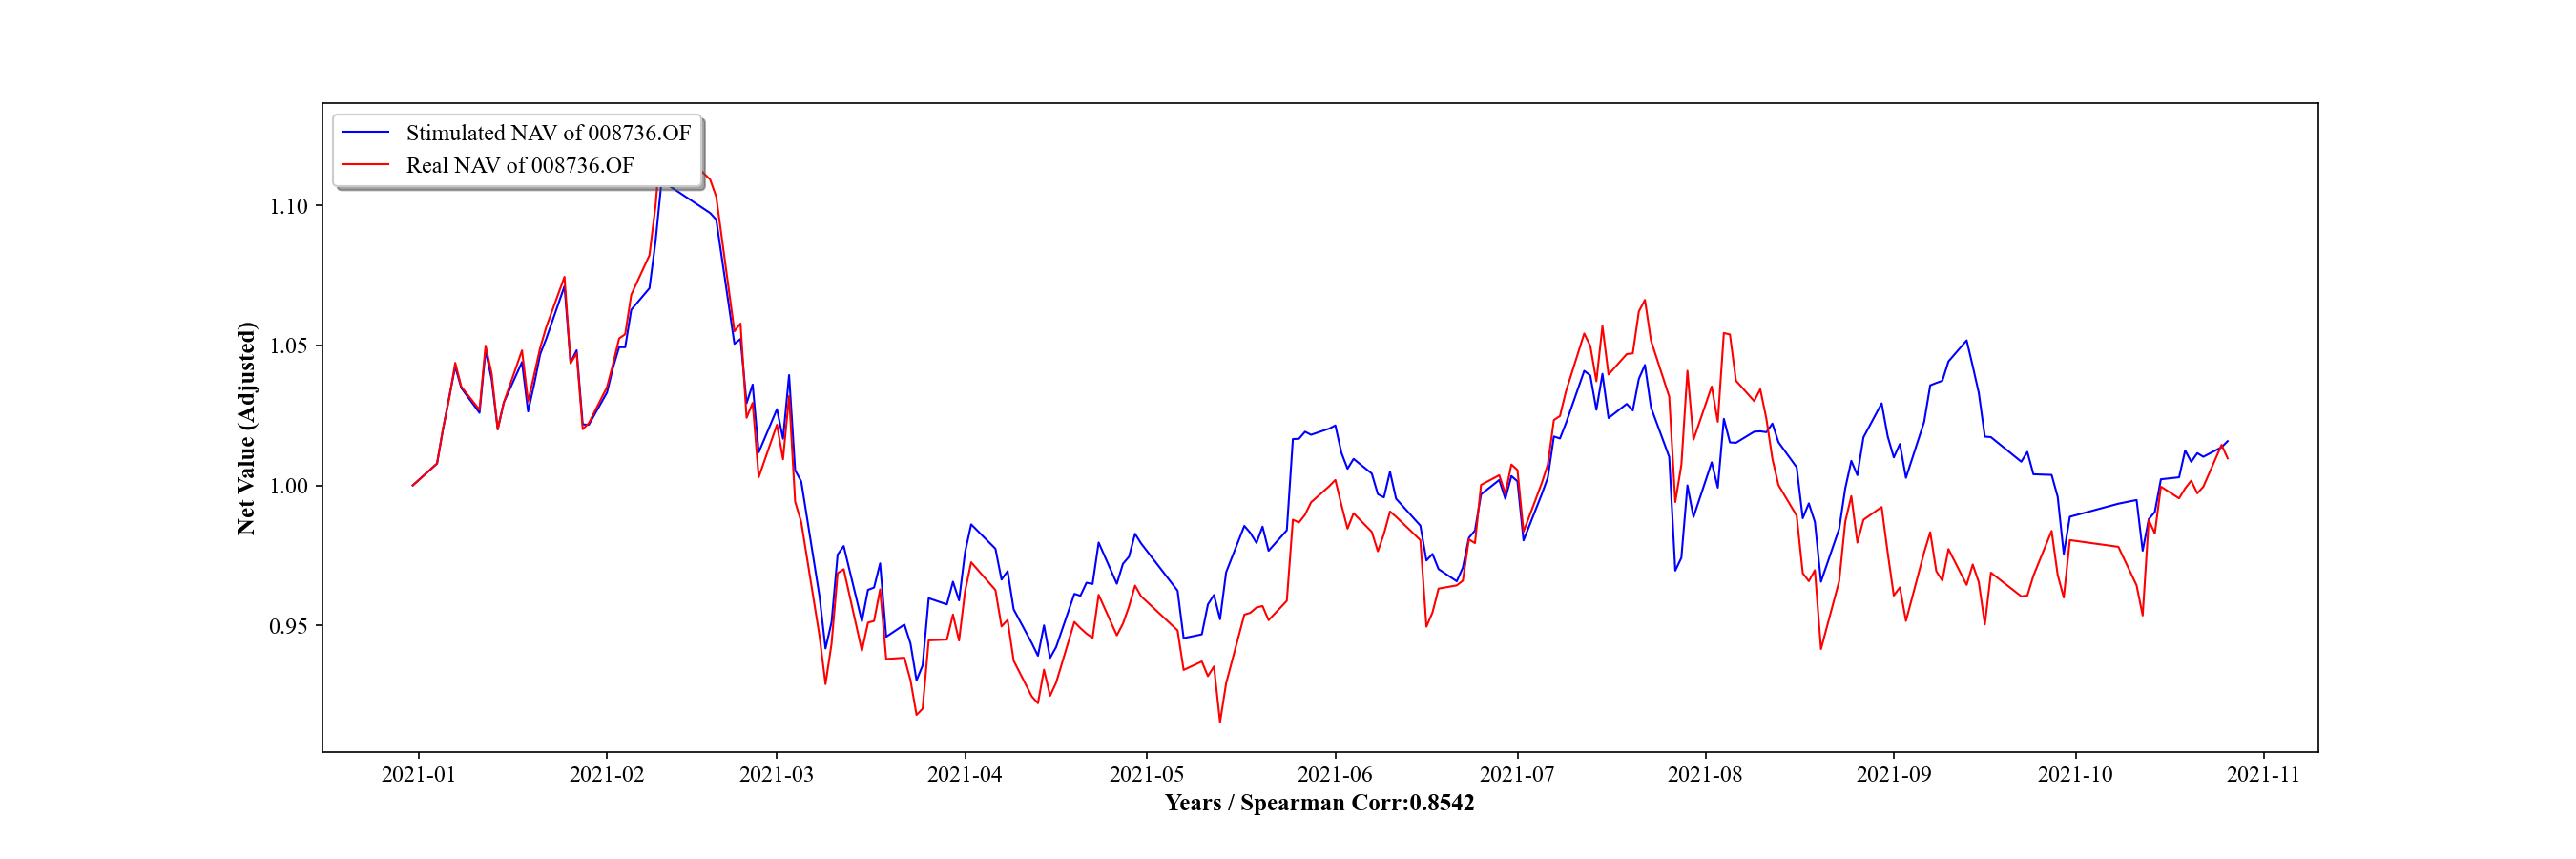 Stimulated NAV of 008736.OF
Real NAV of 008736.OF
Net Value (Adjusted)
1.10
1.05
1.00
0.95
2021-01 2021-02 2021-03 2021-04 2021-05 2021-06 2021-07 2021-08 2021-09 2021-10 2021-11
Years / Spearman Corr:0.8542